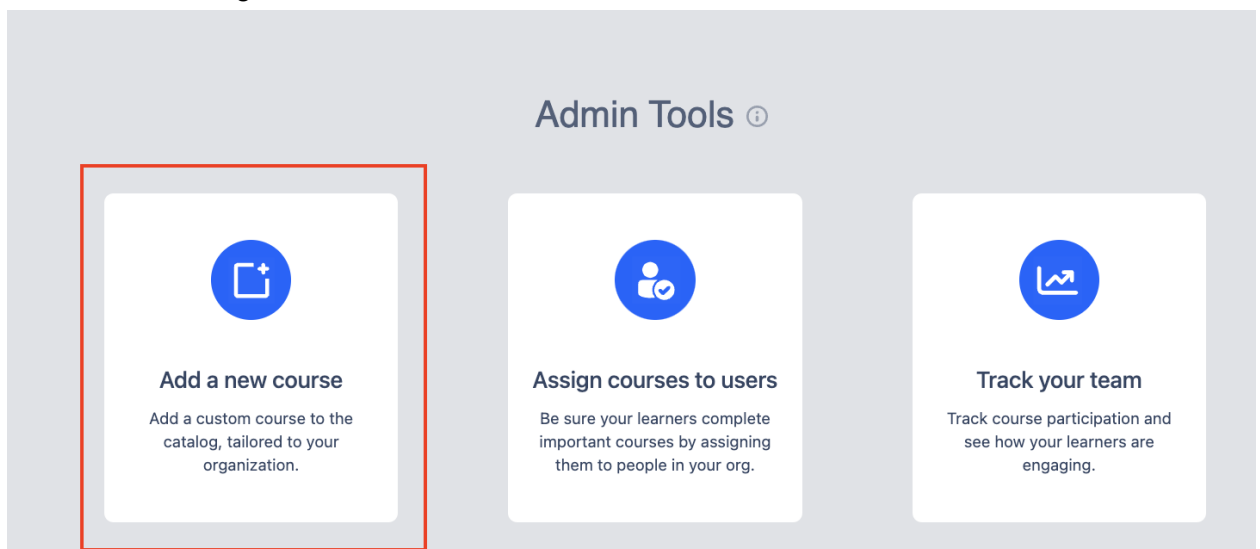 Admin Tools
Add a new course
Add a custom course to the
catalog, tailored to your
organization.
Assign courses to users
Be sure your learners complete
important courses by assigning
them to people in your org.
Track your team
Track course participation and
see how your learners are
engaging.